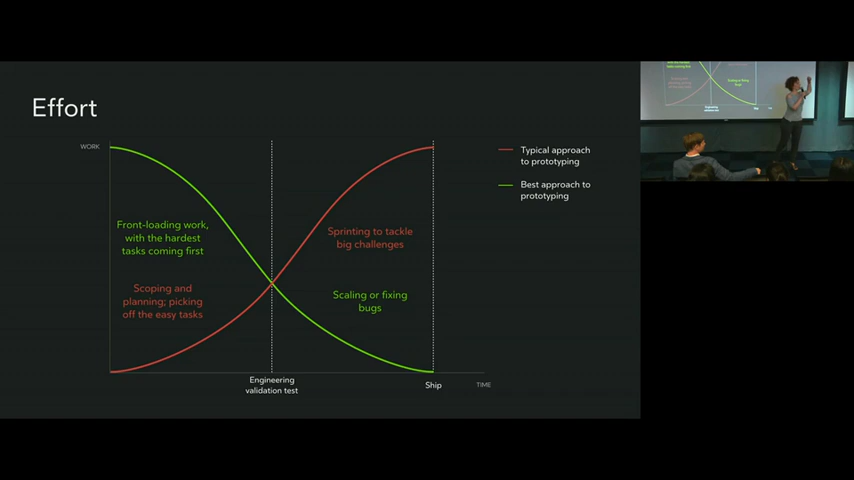 Effort
WORK
Front-loading work,
with the hardest
tasks coming first
Scoping and
planning; picking
off the easy tasks
Sprinting to tackle
big challenges
Scaling or fixing
bugs
Engineering
validation test
Ship
TIME
Typical approach
to prototyping
Best approach to
prototyping